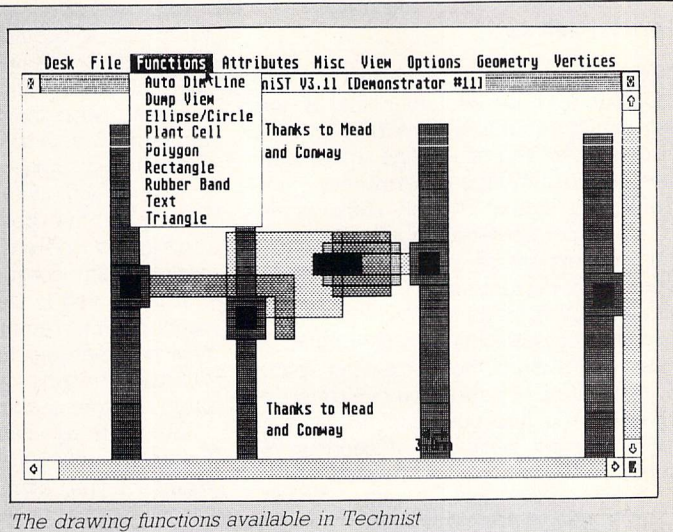 Desk File Functions Attributes Misc View Options Geometry Vertices
niST V3.11 [Demonstrator #11]
Auto Dim Line
Dump View
Ellipse/Circle
Plant Cell
Polygon
Rectangle
Rubber Band
Text
Triangle
Thanks to Mead
and Conway
Thanks to Mead
and Conway
The drawing functions available in Technist